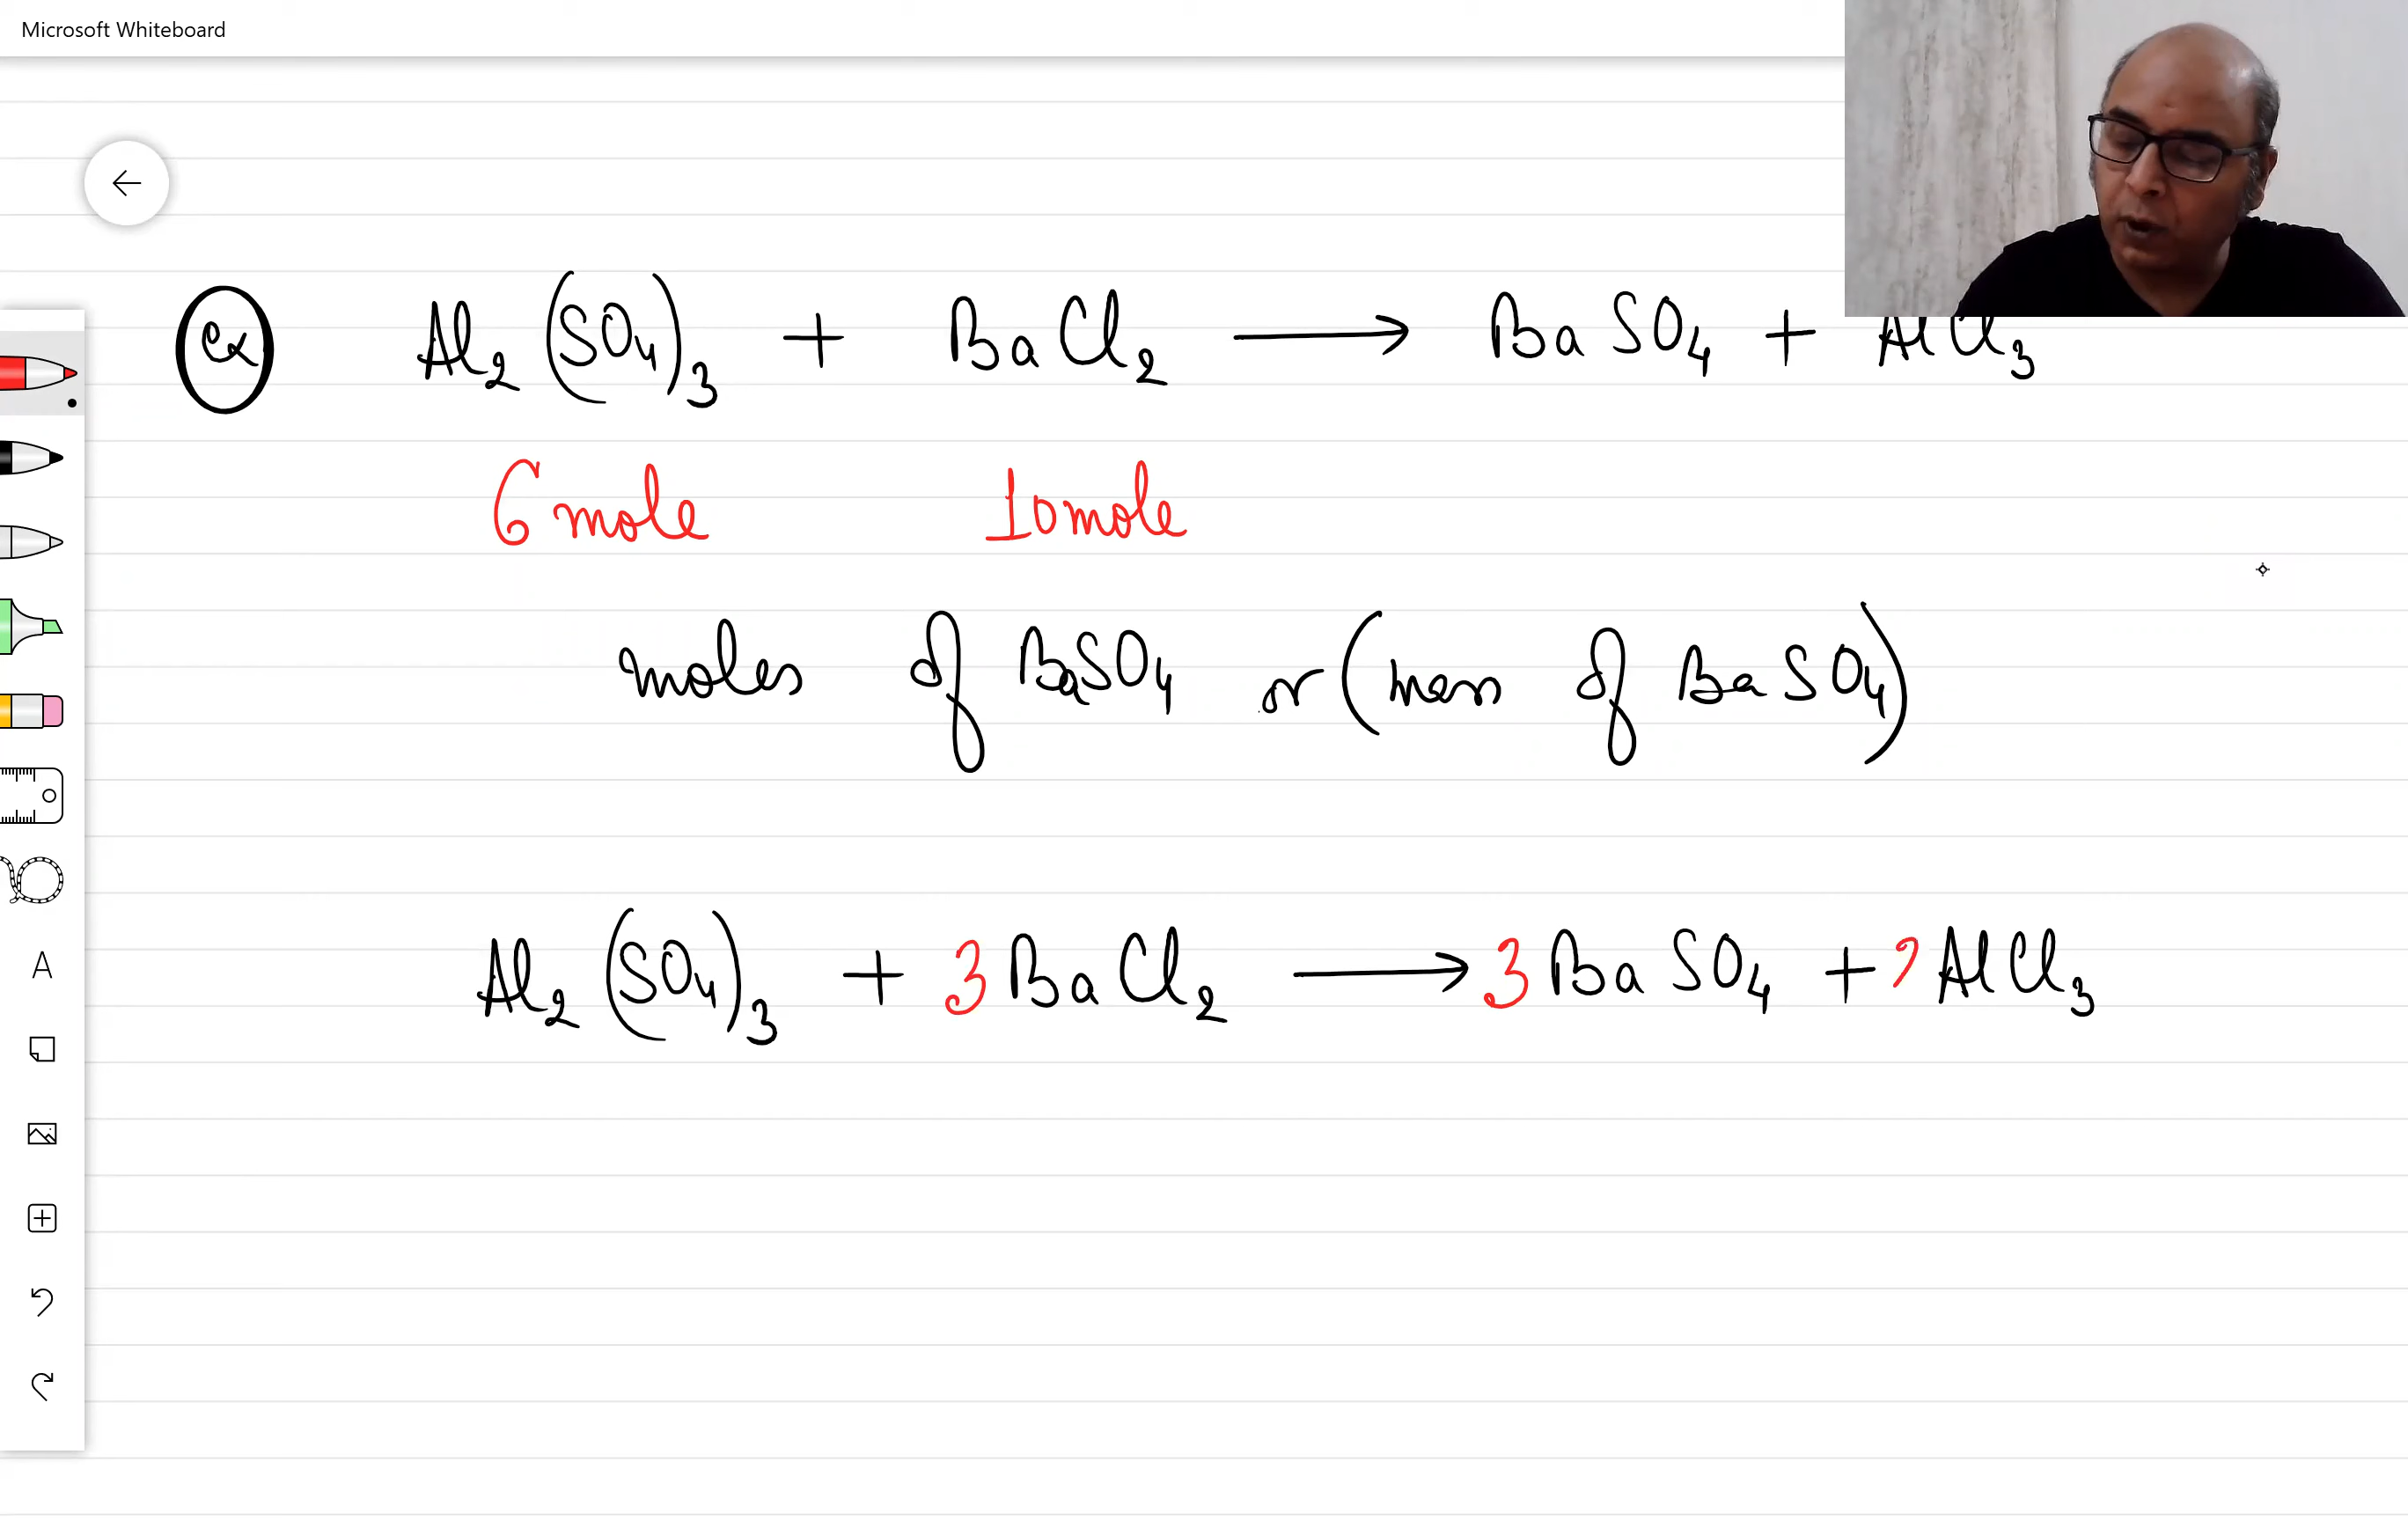 Microsoft Whiteboard
ex Al₂(SO₄)₃ + BaCl₂ → BaSO₄ + AlCl₃
6 mole 10 mole
moles of BaSO₄ or (mass of BaSO₄)
Al₂(SO₄)₃ + 3BaCl₂ → 3BaSO₄ + 2AlCl₃
A